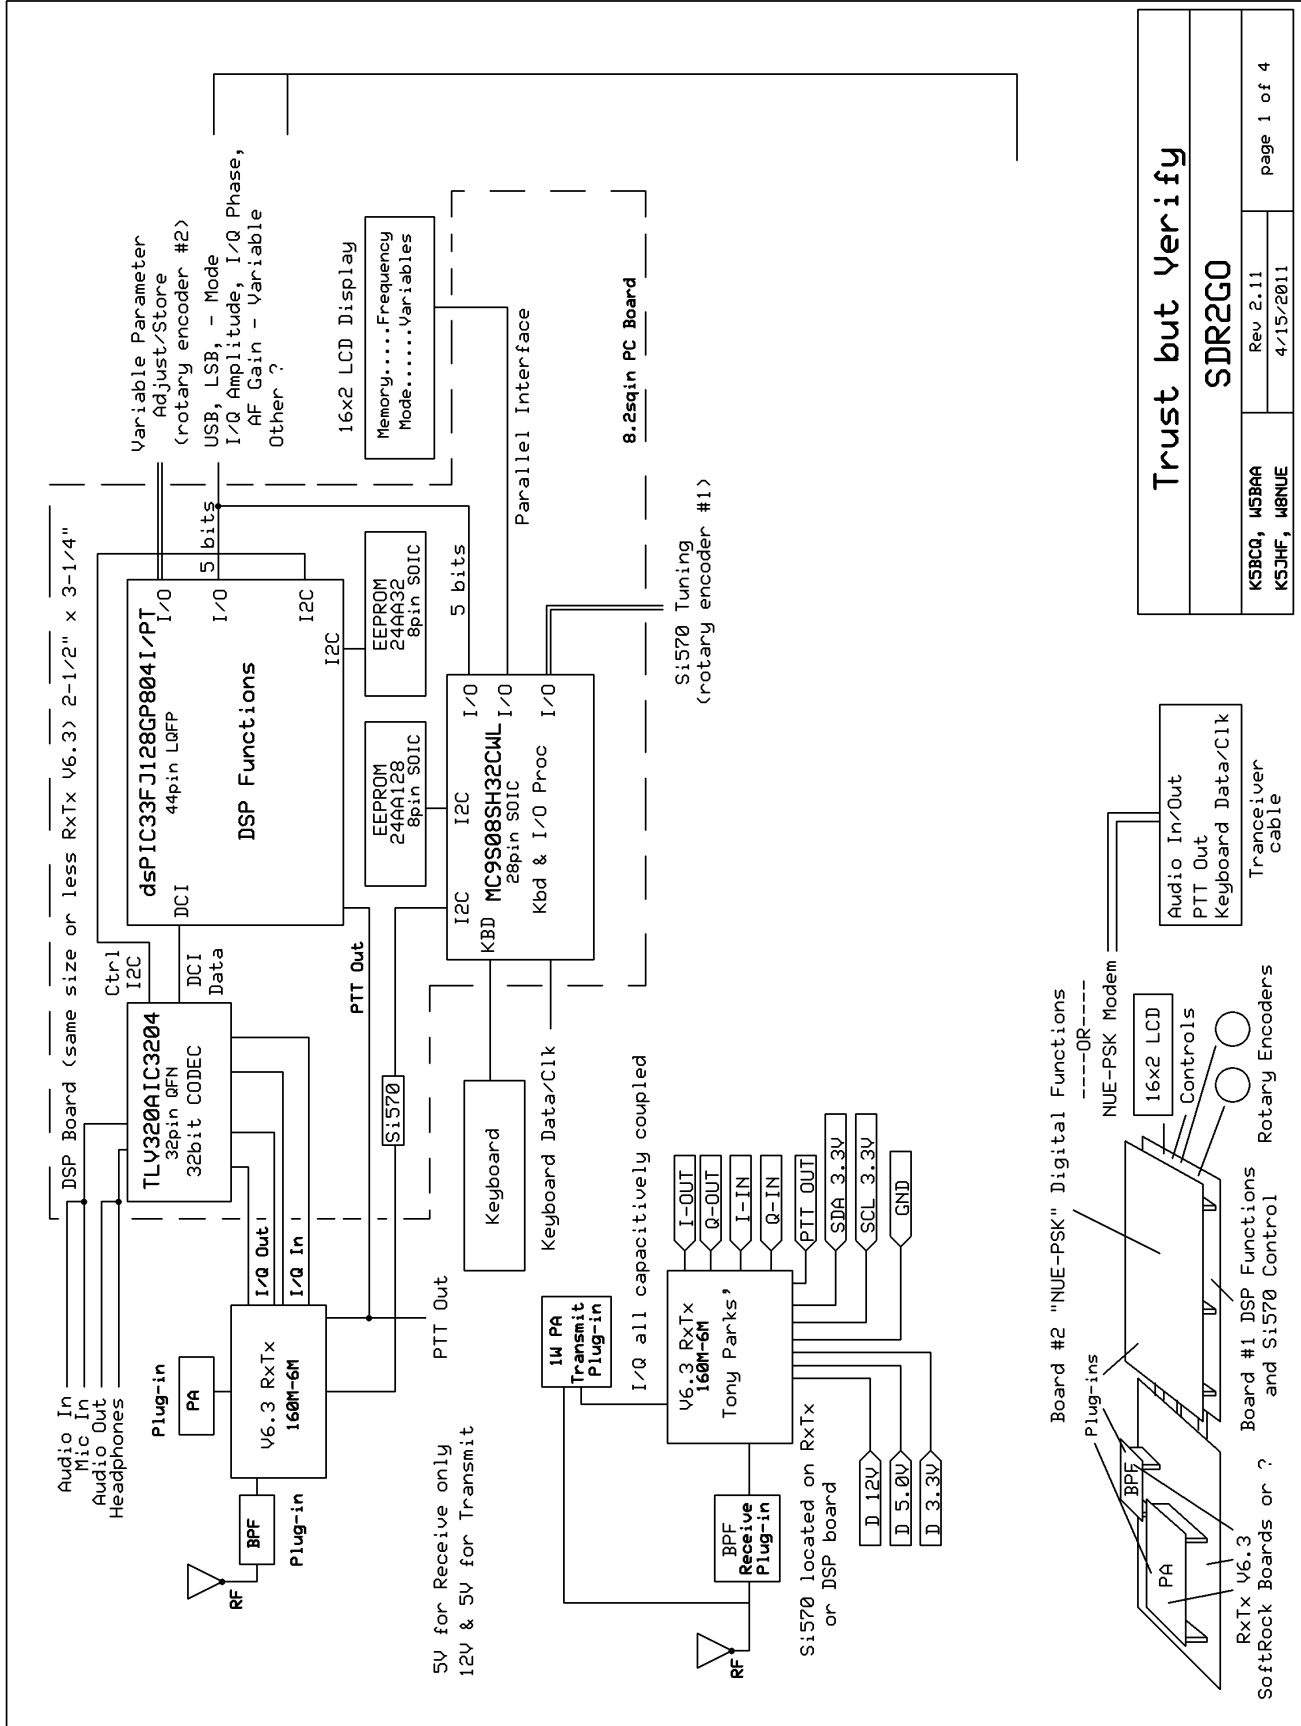 Audio In
Mic In
Audio Out
Headphones
DSP Board (same size or less RxTx V6.3) 2-1/2" x 3-1/4"
Variable Parameter
Adjust/Store
(rotary encoder #2)
USB, LSB, - Mode
I/Q Amplitude, I/Q Phase,
AF Gain - Variable
Other ?
Ctrl
I2C
TLV320AIC3204
32pin QFN
32bit CODEC
DCI
Data
dsPIC33FJ128GP804I/PT
44pin LQFP
DSP Functions
DCI
I/O
I/O
I2C
I2C
5 bits
Plug-in
PA
V6.3 RxTx
160M-6M
I/Q Out
I/Q In
BPF
Plug-in
RF
PTT Out
PTT Out
Si570
EEPROM
24AA128
8pin SOIC
EEPROM
24AA32
8pin SOIC
16x2 LCD Display
Memory.....Frequency
Mode......Variables
5 bits
Parallel Interface
I2C
I2C
KBD
MC9S08SH32CWL
28pin SOIC
Kbd & I/O Proc
I/O
I/O
I/O
8.2sqin PC Board
Keyboard
Keyboard Data/Clk
Si570 Tuning
(rotary encoder #1)
5V for Receive only
12V & 5V for Transmit
1W PA
Transmit
Plug-in
I/Q all capacitively coupled
V6.3 RxTx
160M-6M
Tony Parks'
I-OUT
Q-OUT
I-IN
Q-IN
PTT OUT
SDA 3.3V
SCL 3.3V
GND
BPF
Receive
Plug-in
RF
Si570 located on RxTx
or DSP board
D 12V
D 5.0V
D 3.3V
Board #2 "NUE-PSK" Digital Functions
-----OR----
NUE-PSK Modem
Plug-ins
BPF
PA
16x2 LCD
Controls
Rotary Encoders
Audio In/Out
PTT Out
Keyboard Data/Clk
Tranceiver
cable
RxTx V6.3
SoftRock Boards or ?
Board #1 DSP Functions
and Si570 Control
Trust but Verify
SDR2GO
K5BCQ, W5BAA
K5JHF, W8NUE
Rev 2.11
4/15/2011
page 1 of 4